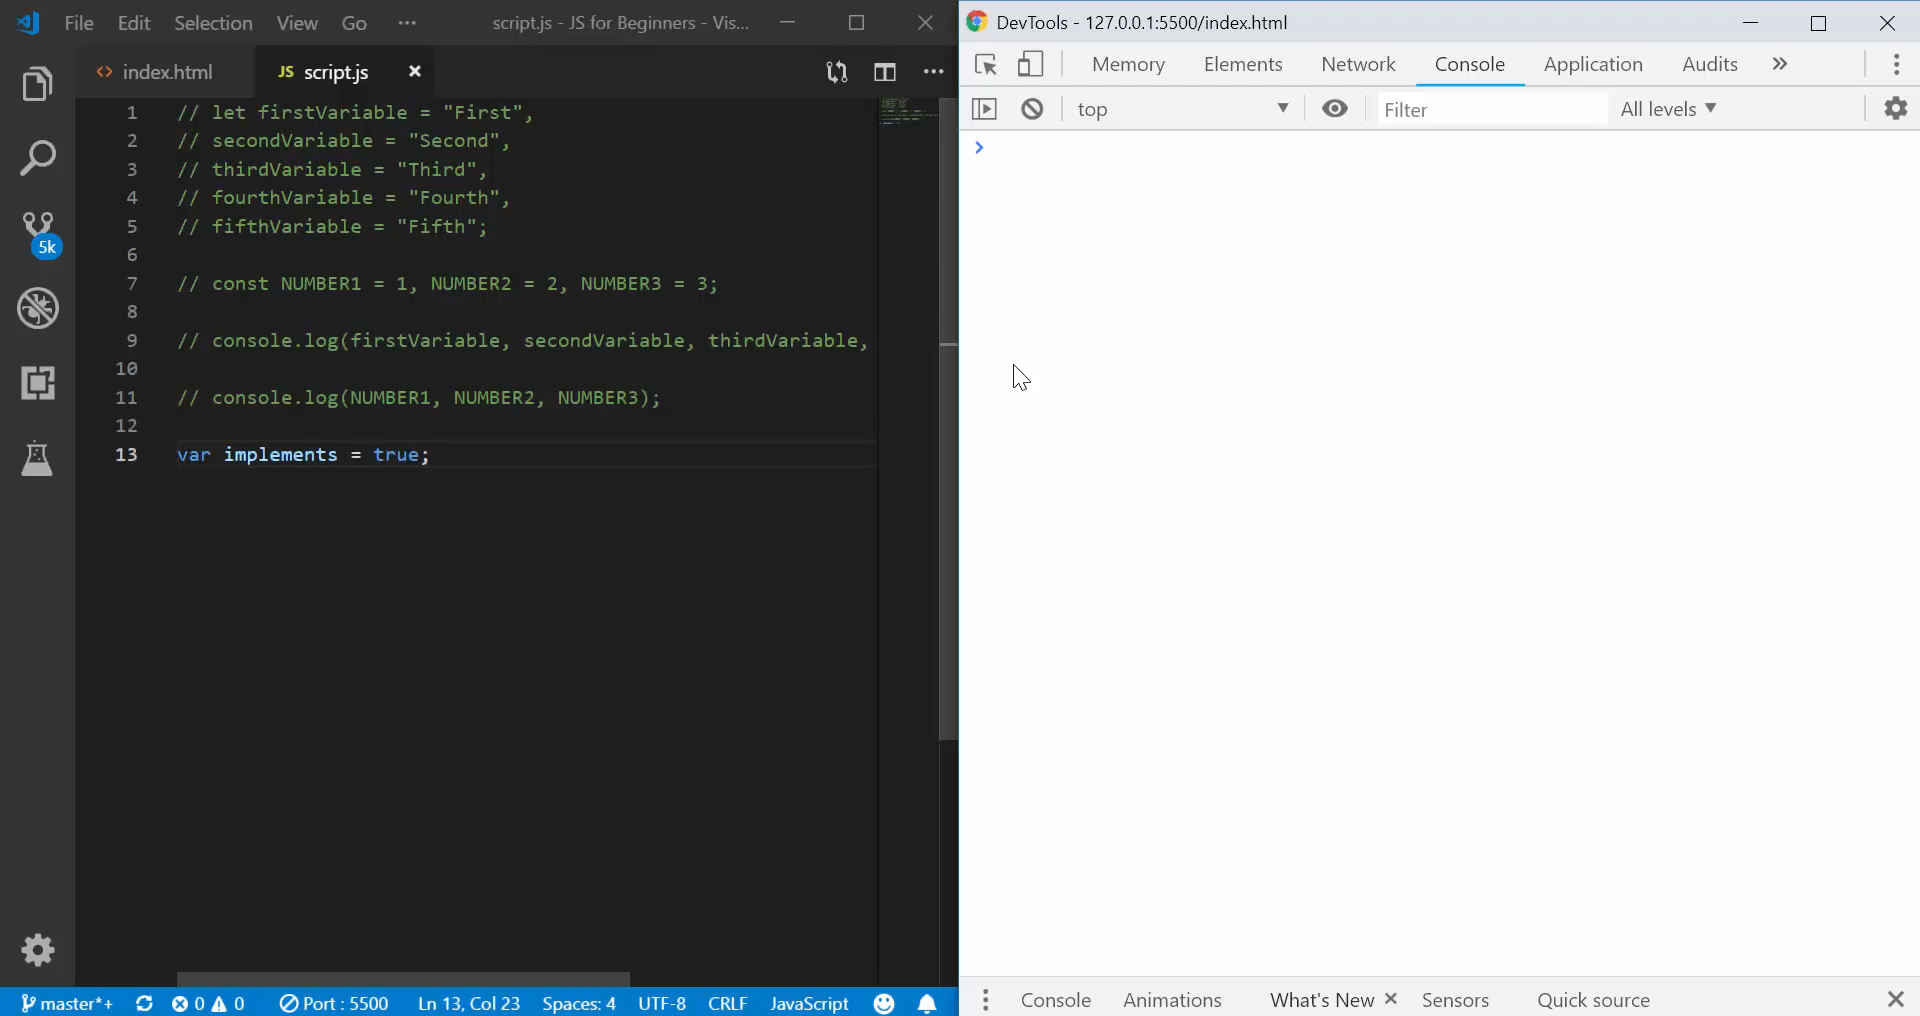 File Edit Selection View Go ··· script.js - JS for Beginners - Vis...
index.html JS script.js
5k
1 // let firstVariable = "First",
2 // secondVariable = "Second",
3 // thirdVariable = "Third",
4 // fourthVariable = "Fourth",
5 // fifthVariable = "Fifth";
6
7 // const NUMBER1 = 1, NUMBER2 = 2, NUMBER3 = 3;
8
9 // console.log(firstVariable, secondVariable, thirdVariable,
10
11 // console.log(NUMBER1, NUMBER2, NUMBER3);
12
13 var implements = true;
master*+ 0 0 Port : 5500 Ln 13, Col 23 Spaces: 4 UTF-8 CRLF JavaScript
DevTools - 127.0.0.1:5500/index.html
Memory Elements Network Console Application Audits »
top Filter All levels
>
Console Animations What's New Sensors Quick source